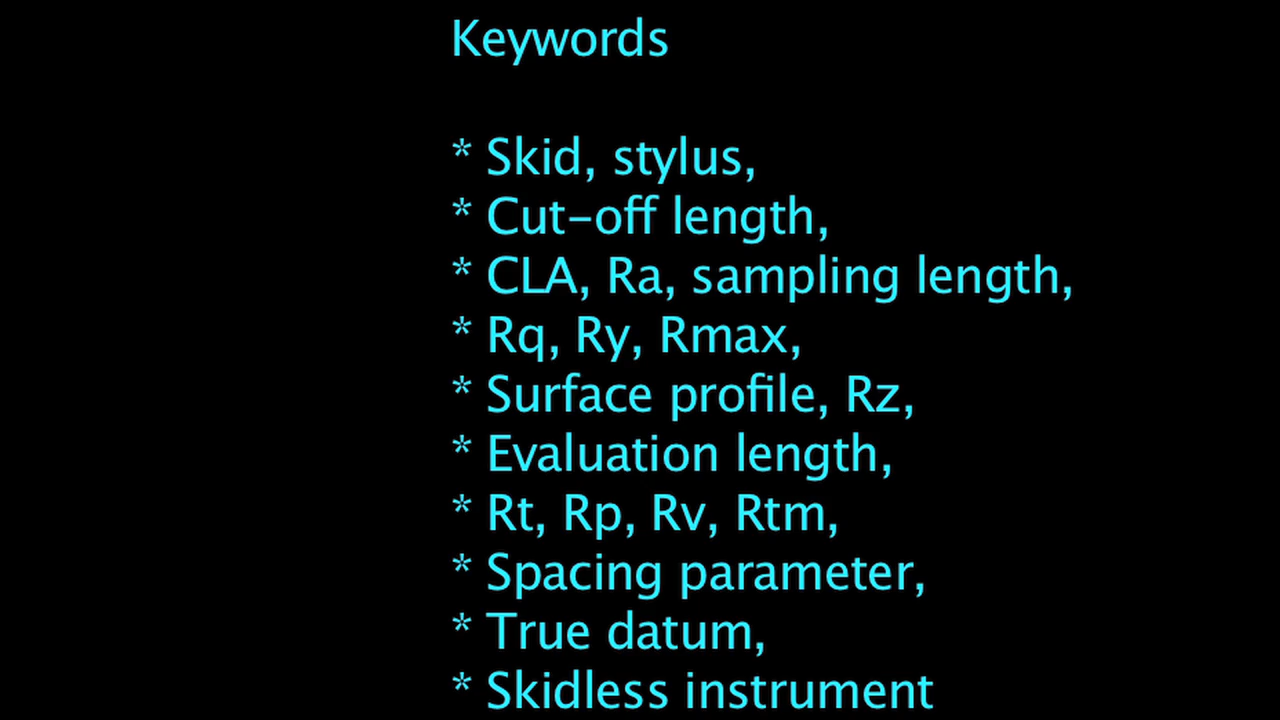 Keywords
* Skid, stylus,
* Cut-off length,
* CLA, Ra, sampling length,
* Rq, Ry, Rmax,
* Surface profile, Rz,
* Evaluation length,
* Rt, Rp, Rv, Rtm,
* Spacing parameter,
* True datum,
* Skidless instrument